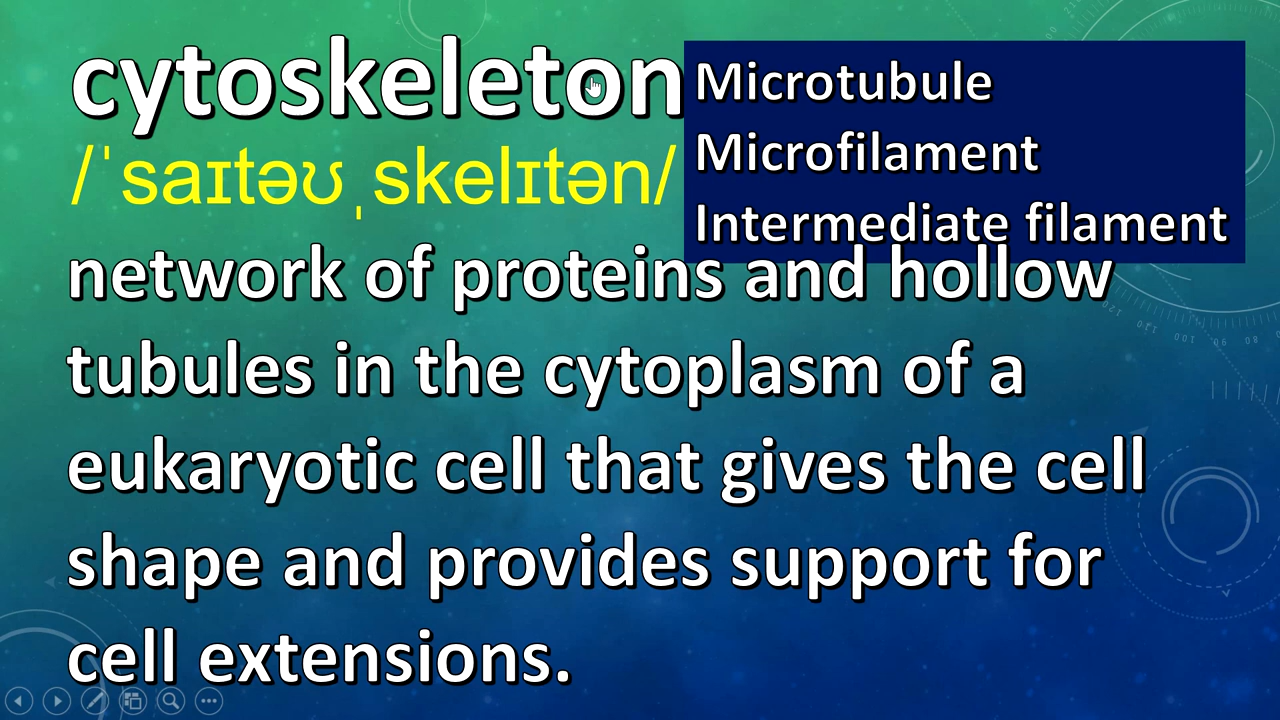 cytoskeleton
/ˈsaɪtəʊˌskelɪtən/
Microtubule
Microfilament
Intermediate filament
network of proteins and hollow
tubules in the cytoplasm of a
eukaryotic cell that gives the cell
shape and provides support for
cell extensions.